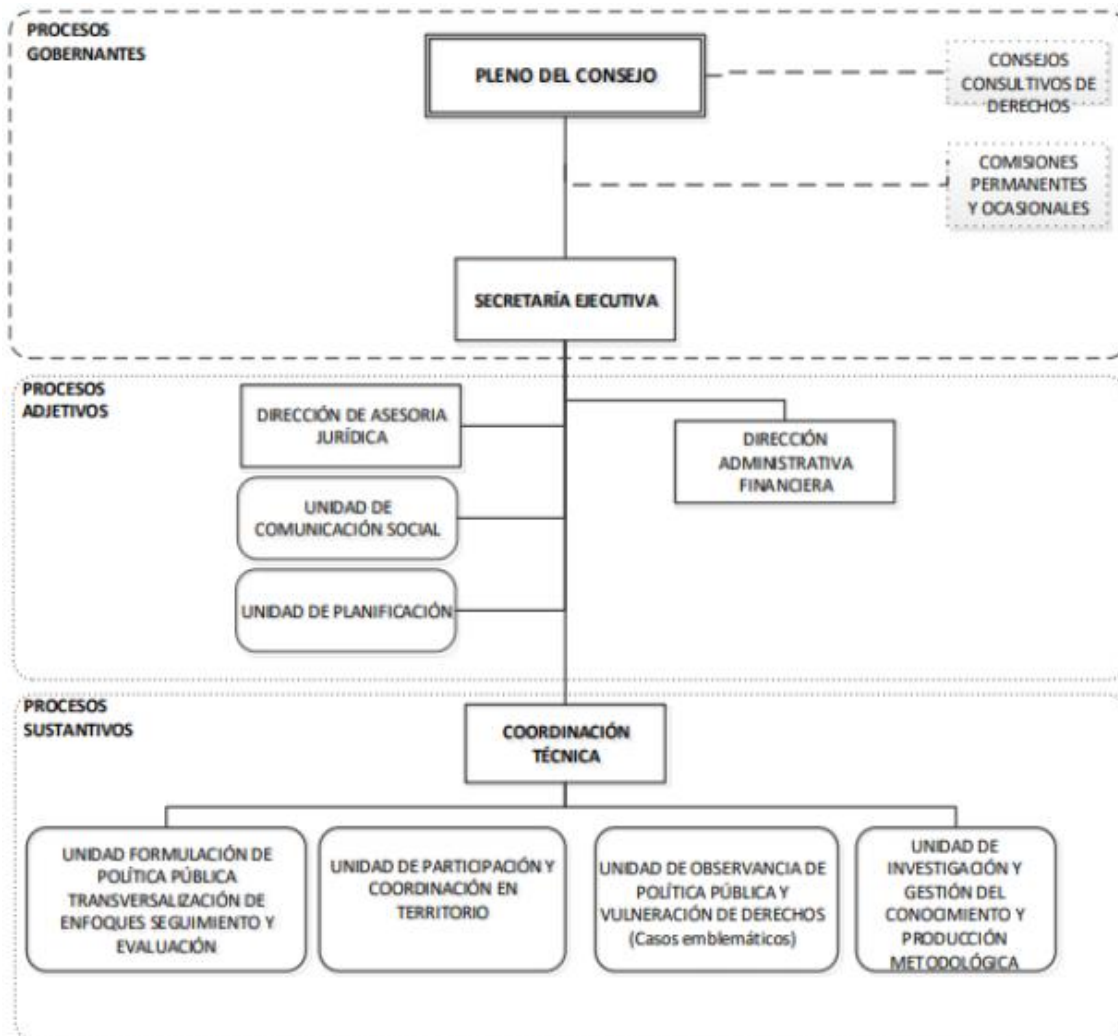 PROCESOS
GOBERNANTES
PLENO DEL CONSEJO
CONSEJOS
CONSULTIVOS DE
DERECHOS
COMISIONES
PERMANENTES
Y OCASIONALES
SECRETARÍA EJECUTIVA
PROCESOS
ADJETIVOS
DIRECCIÓN DE ASESORIA
JURÍDICA
DIRECCIÓN
ADMINISTRATIVA
FINANCIERA
UNIDAD DE
COMUNICACIÓN SOCIAL
UNIDAD DE PLANIFICACIÓN
PROCESOS
SUSTANTIVOS
COORDINACIÓN
TÉCNICA
UNIDAD FORMULACIÓN DE
POLÍTICA PÚBLICA
TRANSVERSALIZACIÓN DE
ENFOQUES SEGUIMIENTO Y
EVALUACIÓN
UNIDAD DE PARTICIPACIÓN Y
COORDINACIÓN EN
TERRITORIO
UNIDAD DE OBSERVANCIA DE
POLÍTICA PÚBLICA Y
VULNERACIÓN DE DERECHOS
(Casos emblemáticos)
UNIDAD DE
INVESTIGACIÓN Y
GESTIÓN DEL
CONOCIMIENTO Y
PRODUCCIÓN
METODOLÓGICA